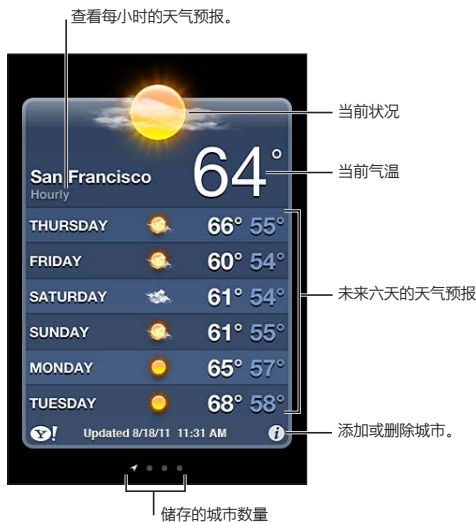 查看每小时的天气预报。
当前状况
San Francisco
64°
当前气温
Hourly
THURSDAY 66° 55°
FRIDAY 60° 54°
SATURDAY 61° 54°
未来六天的天气预报
SUNDAY 61° 55°
MONDAY 65° 57°
TUESDAY 68° 58°
Y! Updated 8/18/11 11:31 AM i
添加或删除城市。
储存的城市数量